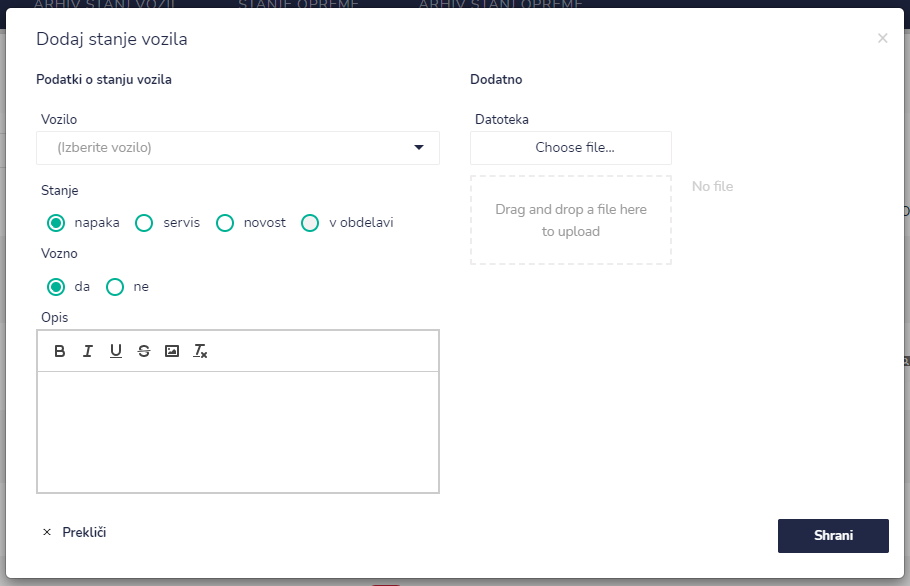 ARHIV STANJ VOZIL
STANJE OPREME
ARHIV STANJ OPREME
Dodaj stanje vozila
×
Podatki o stanju vozila
Dodatno
Vozilo
(Izberite vozilo)
Datoteka
Choose file...
No file
Drag and drop a file here
to upload
Stanje
napaka
servis
novost
v obdelavi
Vozno
da
ne
Opis
B I U S Tx
× Prekliči
Shrani